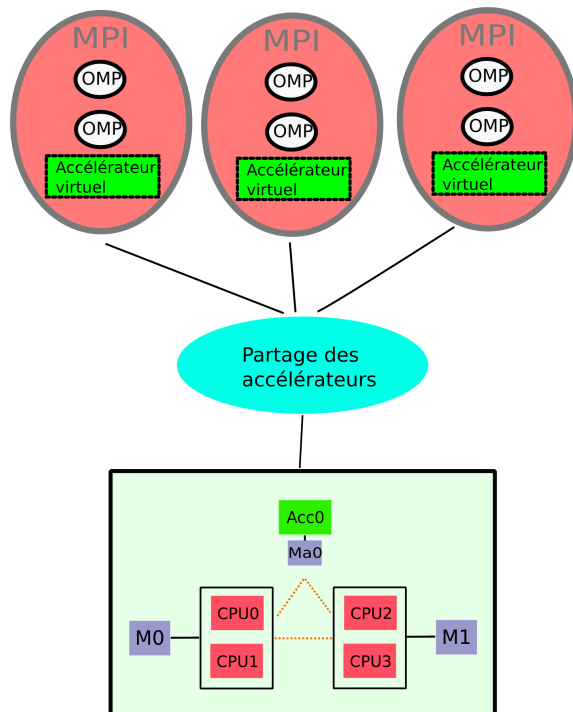 MPI
OMP
OMP
Accélérateur
virtuel
MPI
OMP
OMP
Accélérateur
virtuel
MPI
OMP
OMP
Accélérateur
virtuel
Partage des
accélérateurs
Acc0
Ma0
M0
CPU0
CPU1
CPU2
CPU3
M1